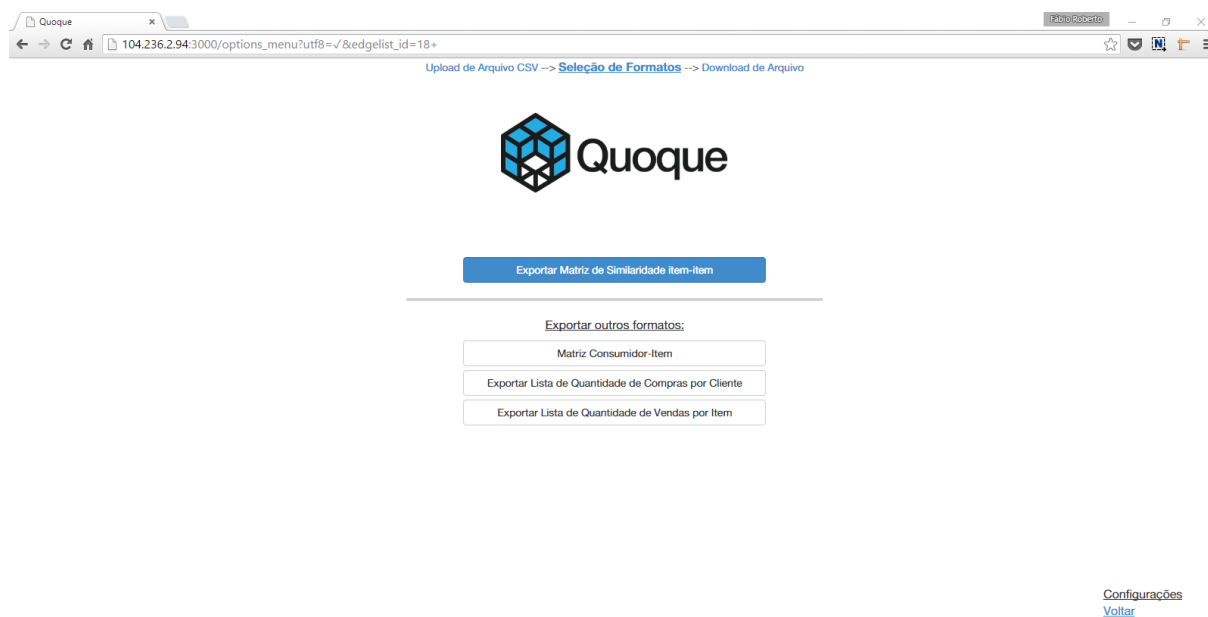 Quoque
Fabio Roberto
104.236.2.94:3000/options_menu?utf8=✓&edgelist_id=18+
Upload de Arquivo CSV --> Seleção de Formatos --> Download de Arquivo
Quoque
Exportar Matriz de Similaridade item-item
Exportar outros formatos:
Matriz Consumidor-Item
Exportar Lista de Quantidade de Compras por Cliente
Exportar Lista de Quantidade de Vendas por Item
Configurações
Voltar